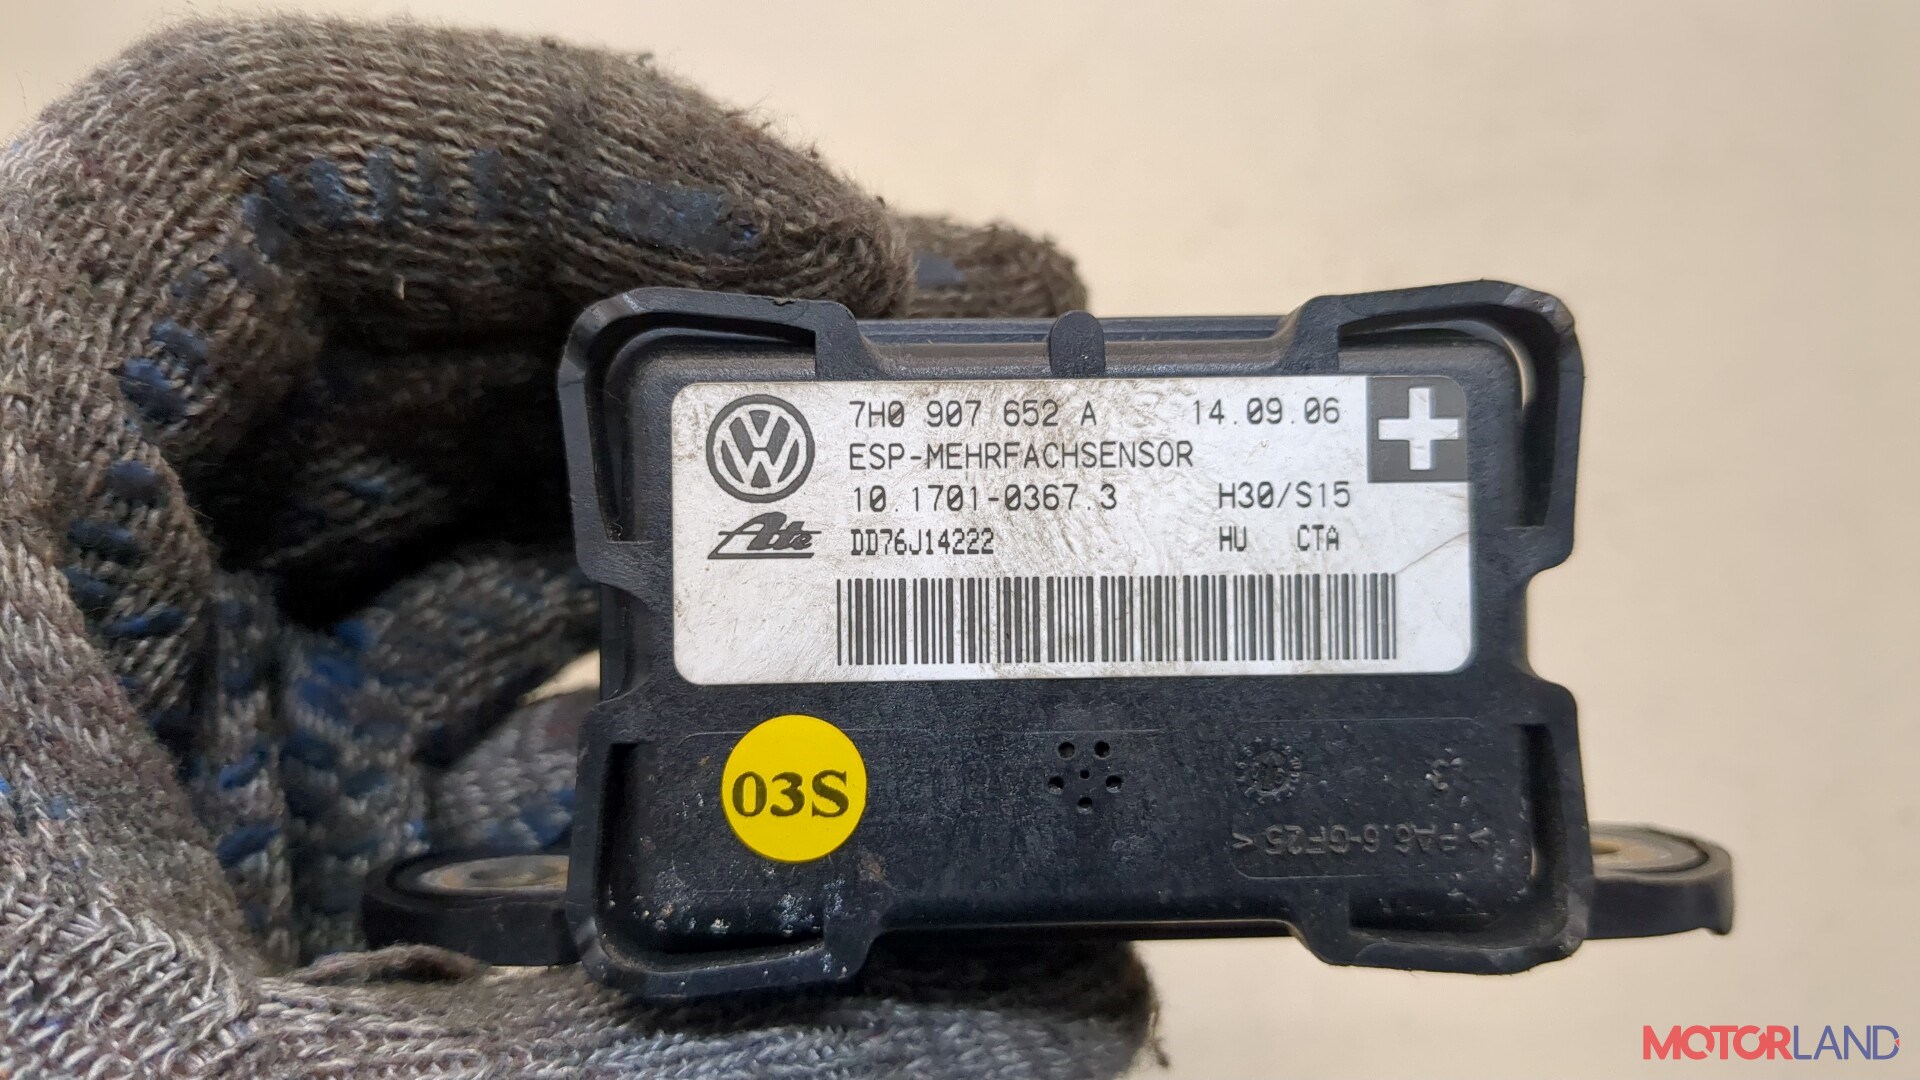 7H0 907 652 A 14.09.06
ESP-MEHRFACHSENSOR
10.1701-0367.3 H30/S15
Ate DD76J14222 HU CTA
03S
>PA6.6-GF25<
MOTORLAND